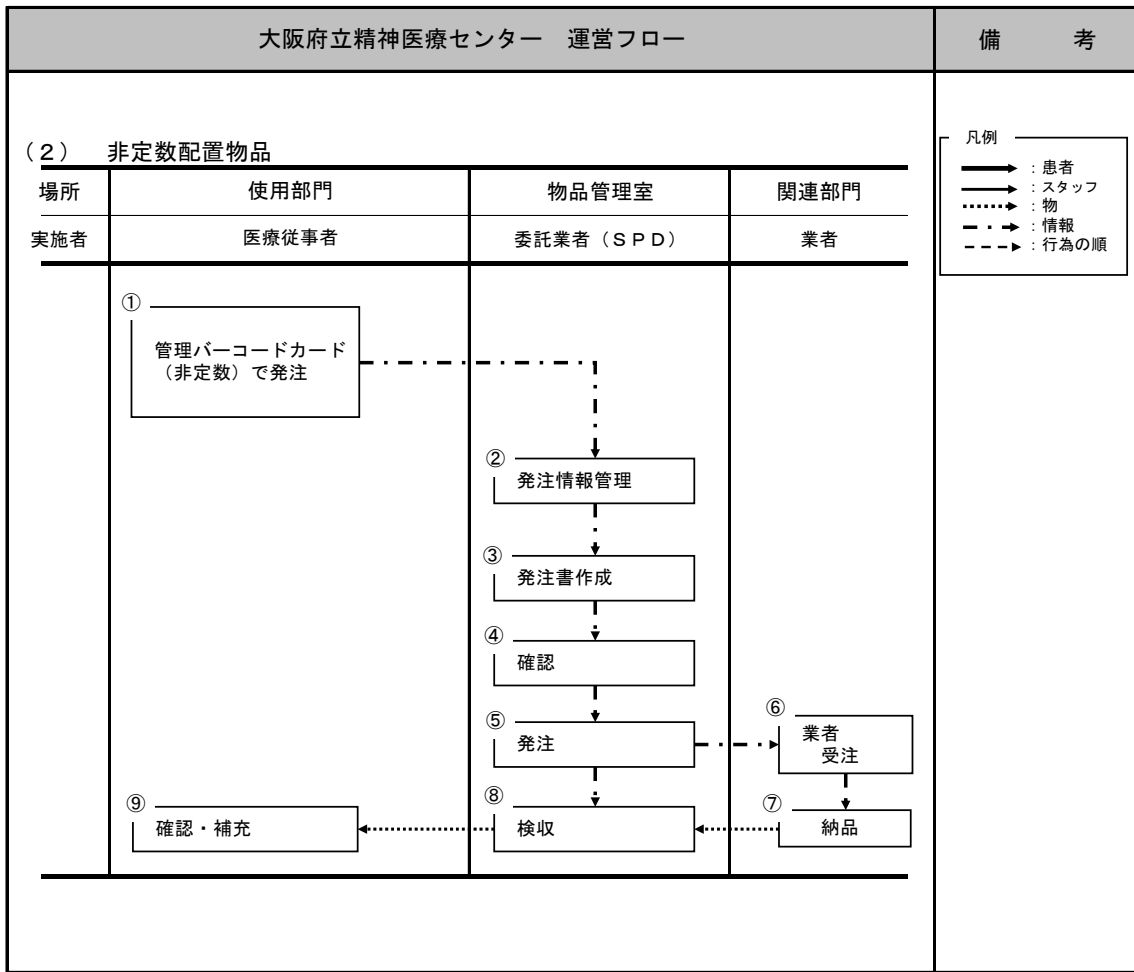 大阪府立精神医療センター　運営フロー
備　　考
（２）　非定数配置物品
凡例
：患者
：スタッフ
：物
：情報
：行為の順
場所　使用部門　物品管理室　関連部門
実施者　医療従事者　委託業者（ＳＰＤ）　業者
①
管理バーコードカード
（非定数）で発注
②
発注情報管理
③
発注書作成
④
確認
⑤
発注
⑥
業者
受注
⑦
納品
⑧
検収
⑨
確認・補充